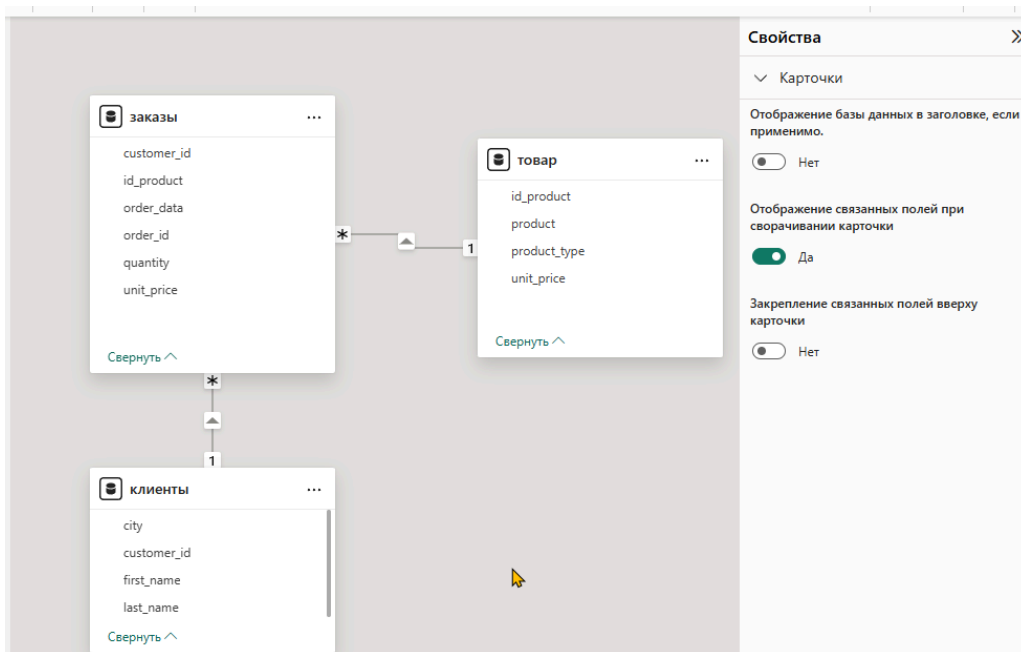 заказы
...
customer_id
id_product
order_data
order_id
quantity
unit_price
Свернуть
*
1
товар
...
id_product
product
product_type
unit_price
Свернуть
*
1
клиенты
...
city
customer_id
first_name
last_name
Свернуть
Свойства
Карточки
Отображение базы данных в заголовке, если
применимо.
Нет
Отображение связанных полей при
сворачивании карточки
Да
Закрепление связанных полей вверху
карточки
Нет